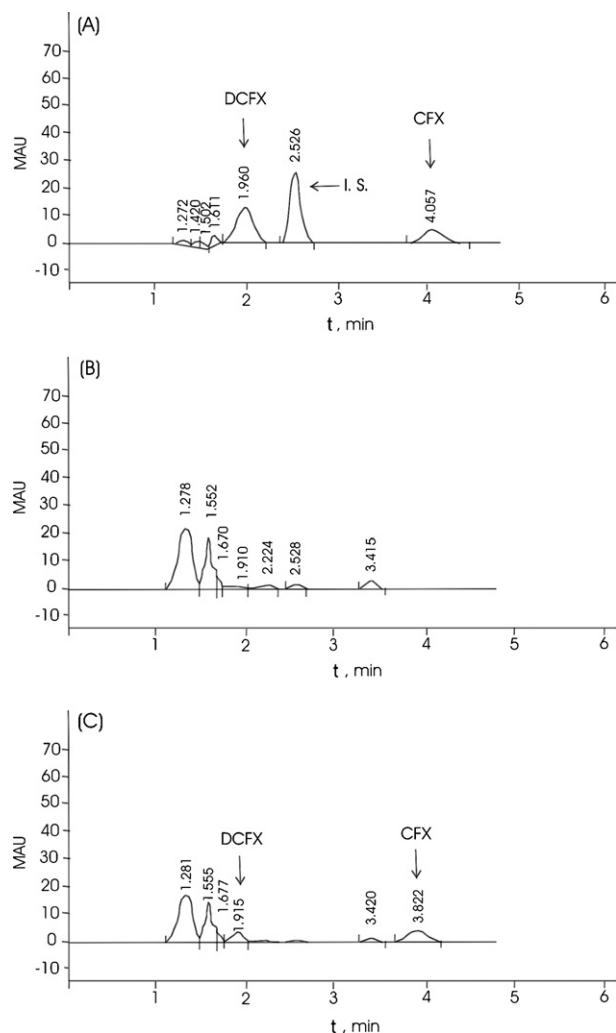 (A)
70
60
50
40
30
20
10
0
-10
MAU
1.272
1.420
1.502
1.611
DCFX
1.960
2.526
I. S.
CFX
4.057
1 2 3 4 5 6
t , min
(B)
70
60
50
40
30
20
10
0
-10
MAU
1.278
1.552
1.670
1.910
2.224
2.528
3.415
1 2 3 4 5 6
t , min
(C)
70
60
50
40
30
20
10
0
-10
MAU
1.281
1.555
1.677
DCFX
1.915
3.420
CFX
3.822
1 2 3 4 5 6
t , min